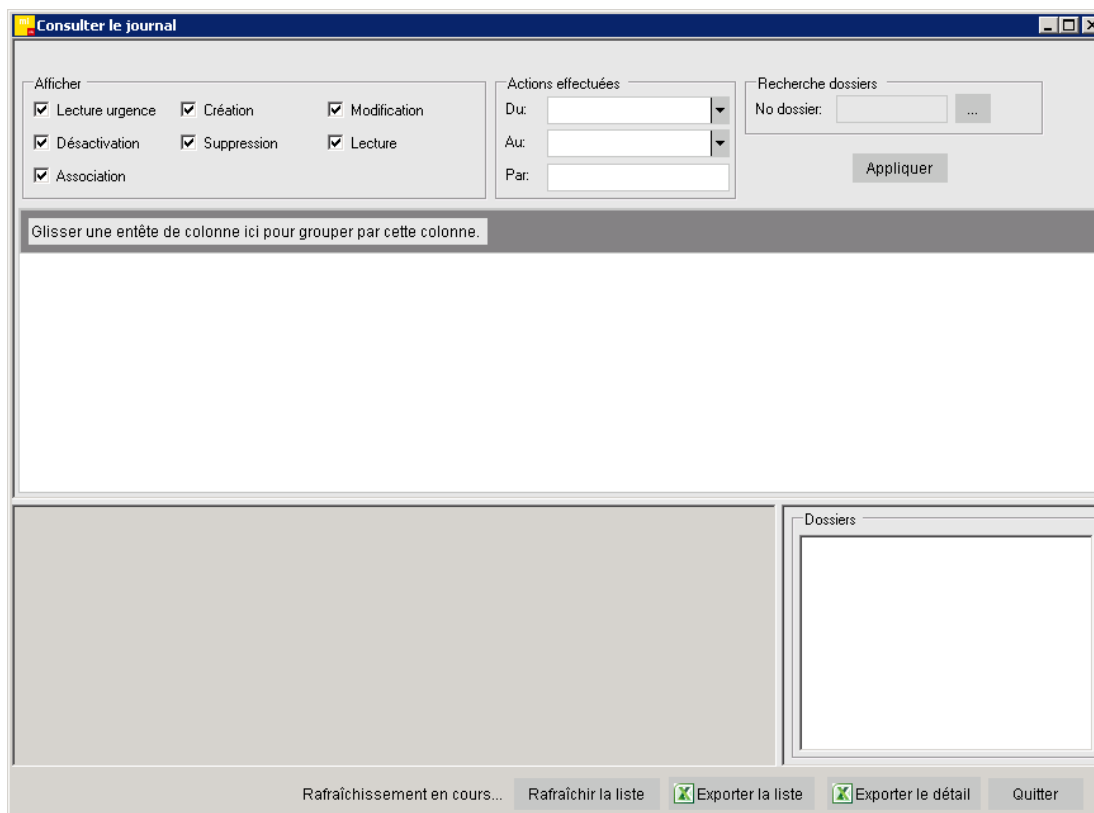 Consulter le journal
Afficher
Lecture urgence
Création
Modification
Désactivation
Suppression
Lecture
Association
Actions effectuées
Du:
Au:
Par:
Recherche dossiers
No dossier:
...
Appliquer
Glisser une entête de colonne ici pour grouper par cette colonne.
Dossiers
Rafraîchissement en cours...
Rafraîchir la liste
Exporter la liste
Exporter le détail
Quitter